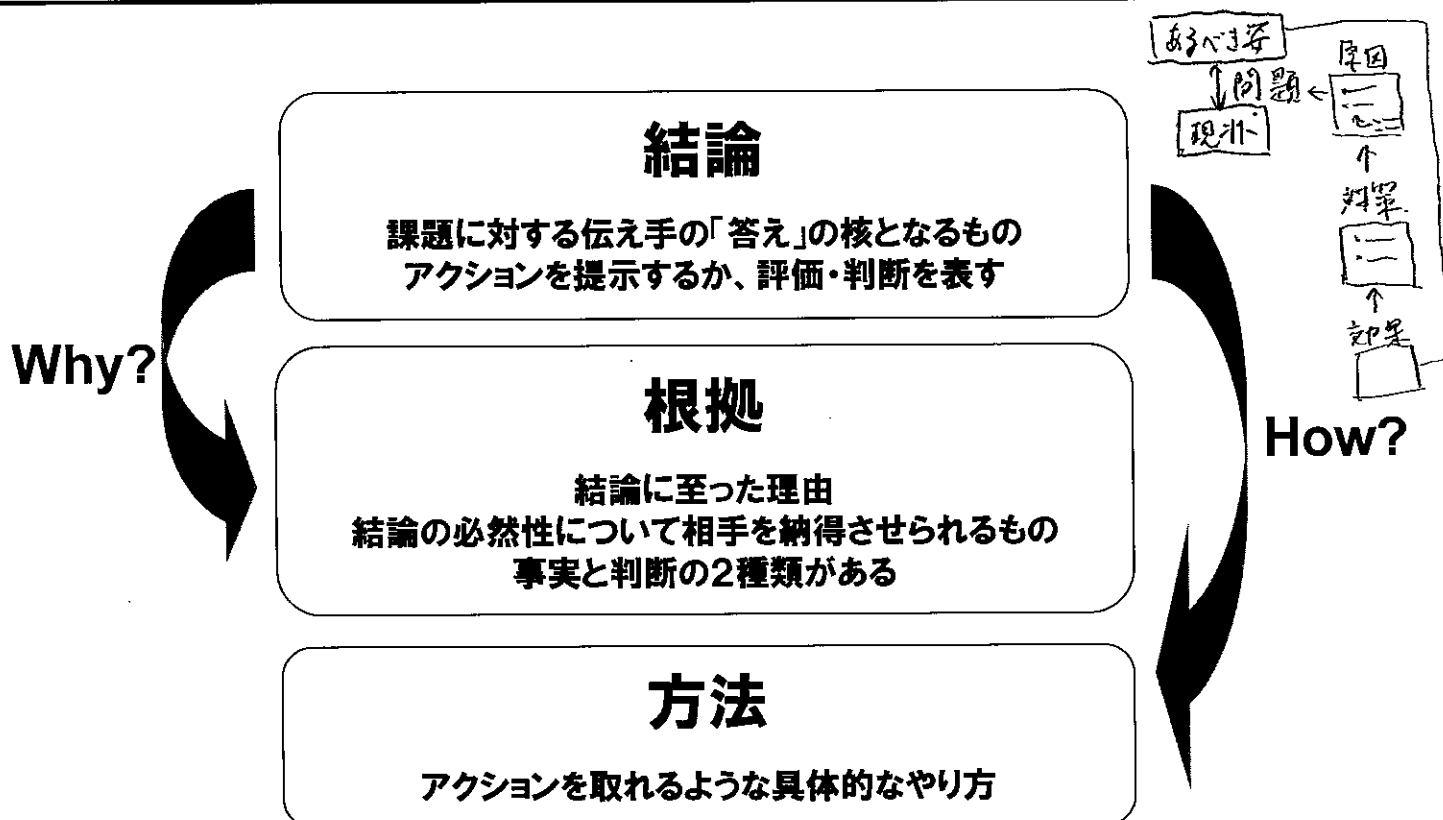 あるべき姿
原因
問題
現状
対策
効果
結論
課題に対する伝え手の「答え」の核となるもの
アクションを提示するか、評価・判断を表す
Why?
根拠
How?
結論に至った理由
結論の必然性について相手を納得させられるもの
事実と判断の2種類がある
方法
アクションを取れるような具体的なやり方